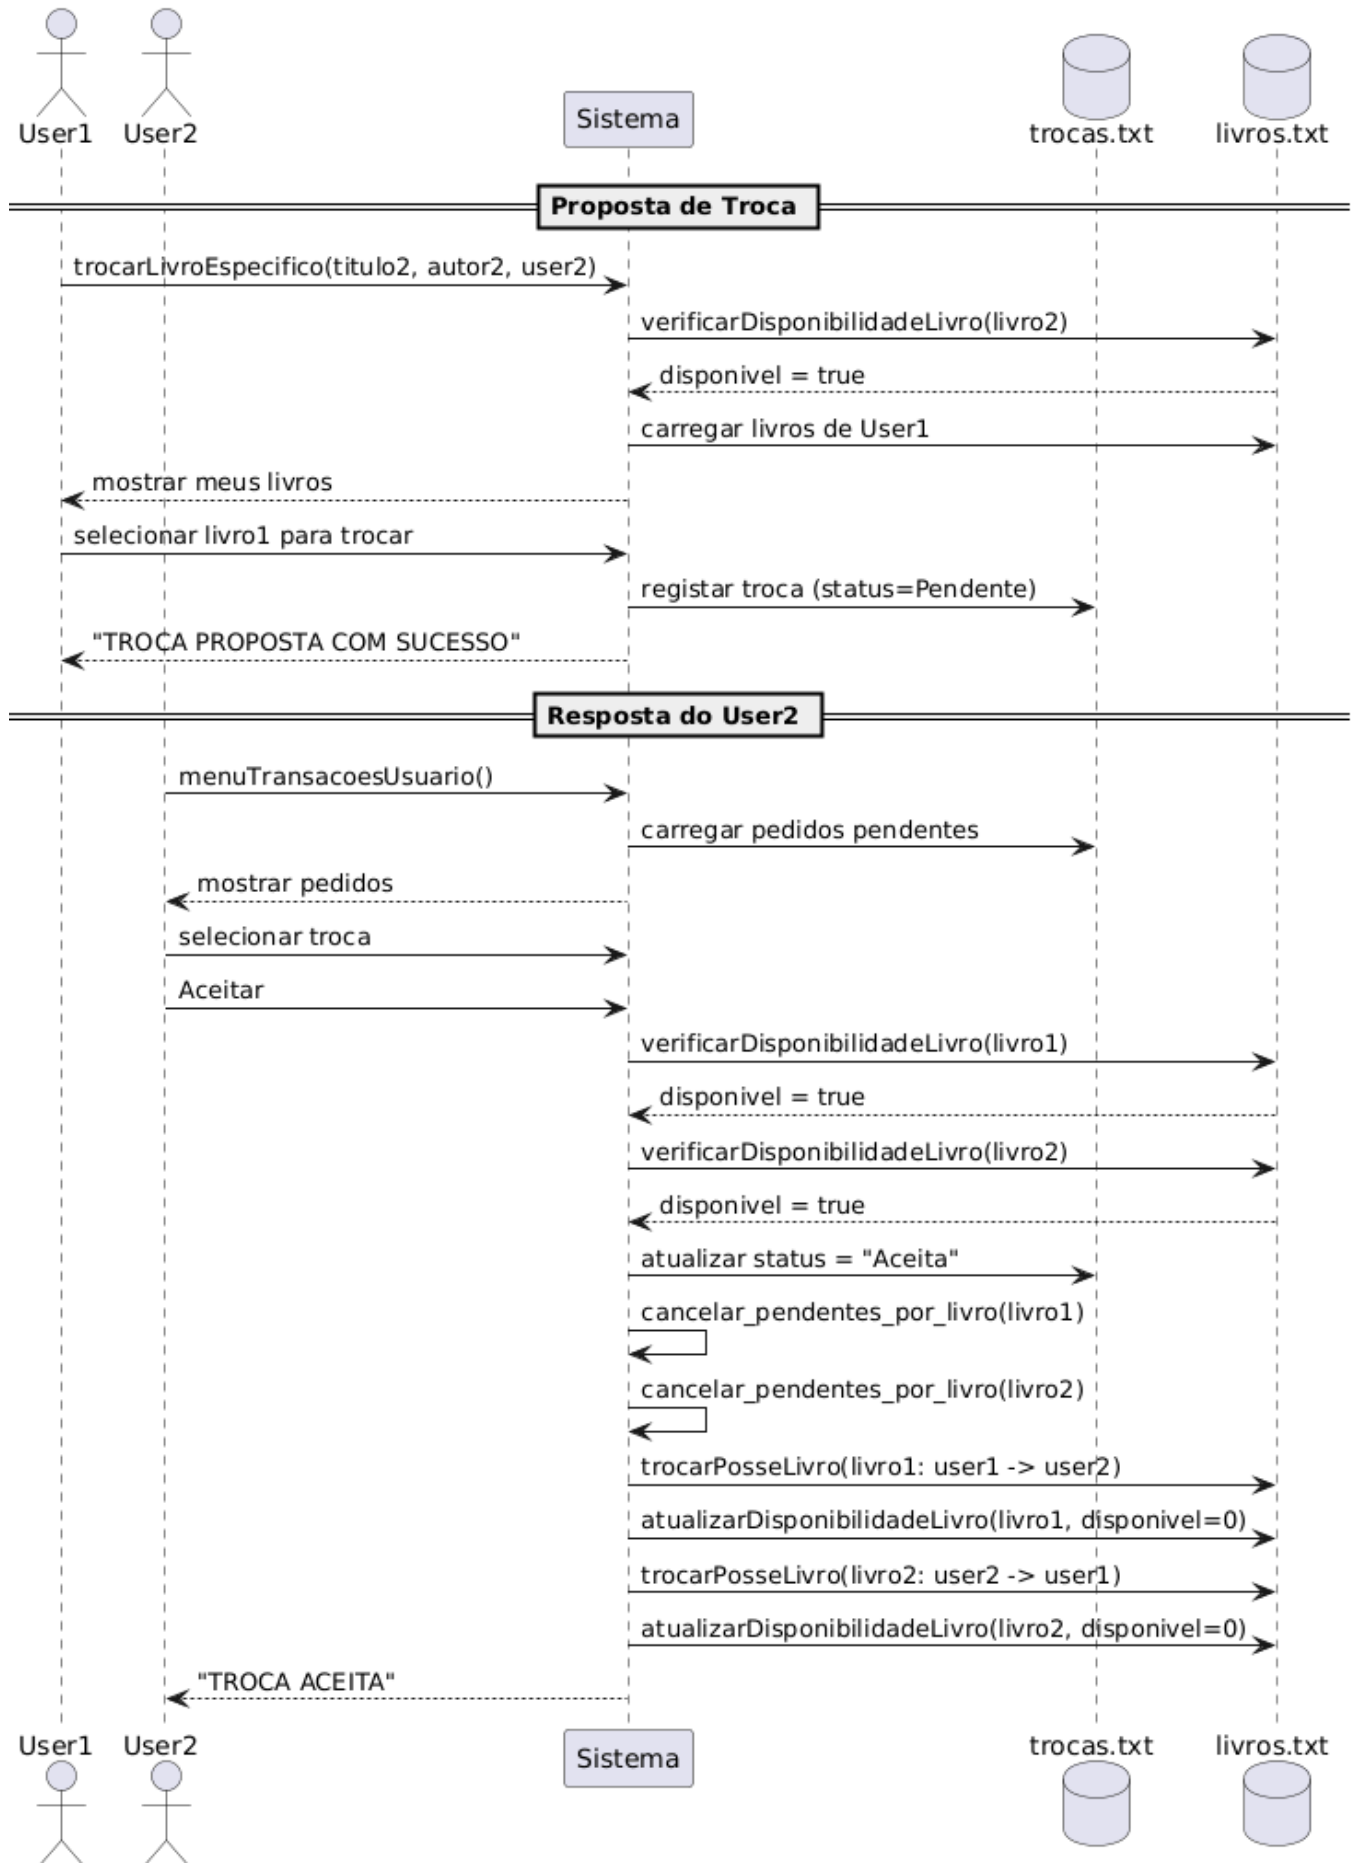 User1
User2
Sistema
trocas.txt
livros.txt
Proposta de Troca
trocarLivroEspecifico(titulo2, autor2, user2)
verificarDisponibilidadeLivro(livro2)
disponivel = true
carregar livros de User1
mostrar meus livros
selecionar livro1 para trocar
registar troca (status=Pendente)
"TROCA PROPOSTA COM SUCESSO"
Resposta do User2
menuTransacoesUsuario()
carregar pedidos pendentes
mostrar pedidos
selecionar troca
Aceitar
verificarDisponibilidadeLivro(livro1)
disponivel = true
verificarDisponibilidadeLivro(livro2)
disponivel = true
atualizar status = "Aceita"
cancelar_pendentes_por_livro(livro1)
cancelar_pendentes_por_livro(livro2)
trocarPosseLivro(livro1: user1 -> user2)
atualizarDisponibilidadeLivro(livro1, disponivel=0)
trocarPosseLivro(livro2: user2 -> user1)
atualizarDisponibilidadeLivro(livro2, disponivel=0)
"TROCA ACEITA"
User1
User2
Sistema
trocas.txt
livros.txt